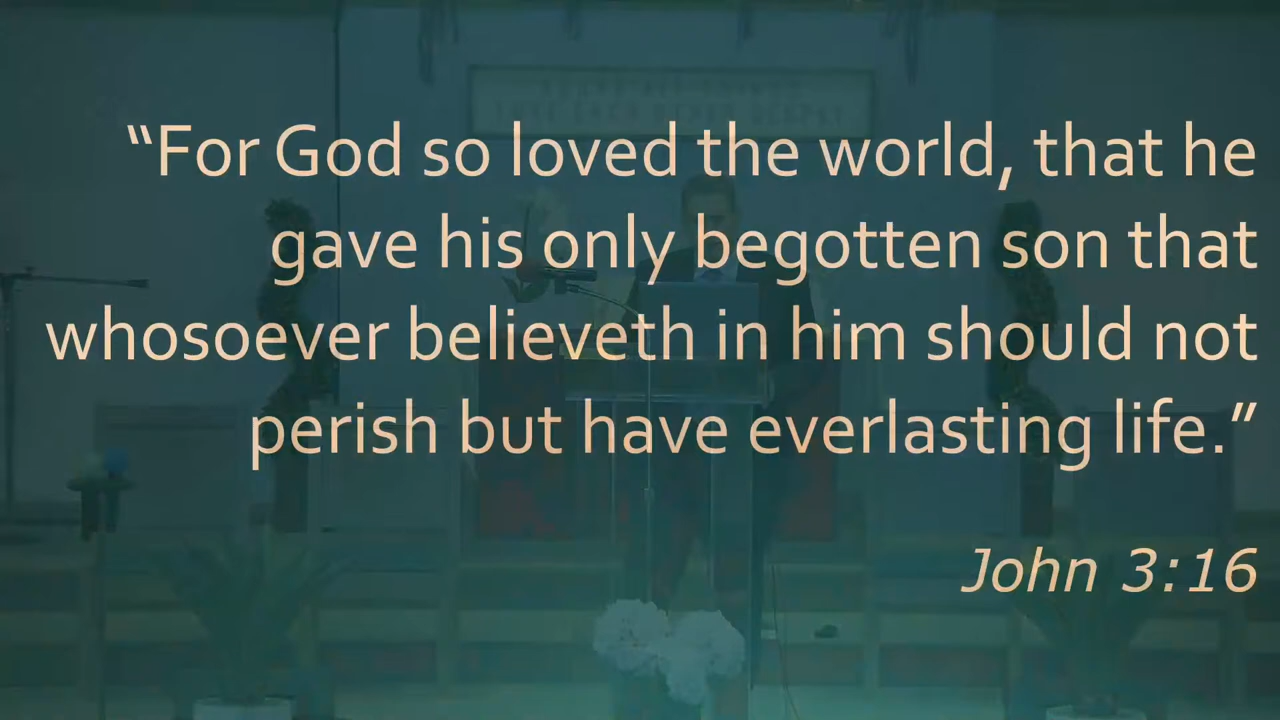 “For God so loved the world, that he
gave his only begotten son that
whosoever believeth in him should not
perish but have everlasting life.”
John 3:16